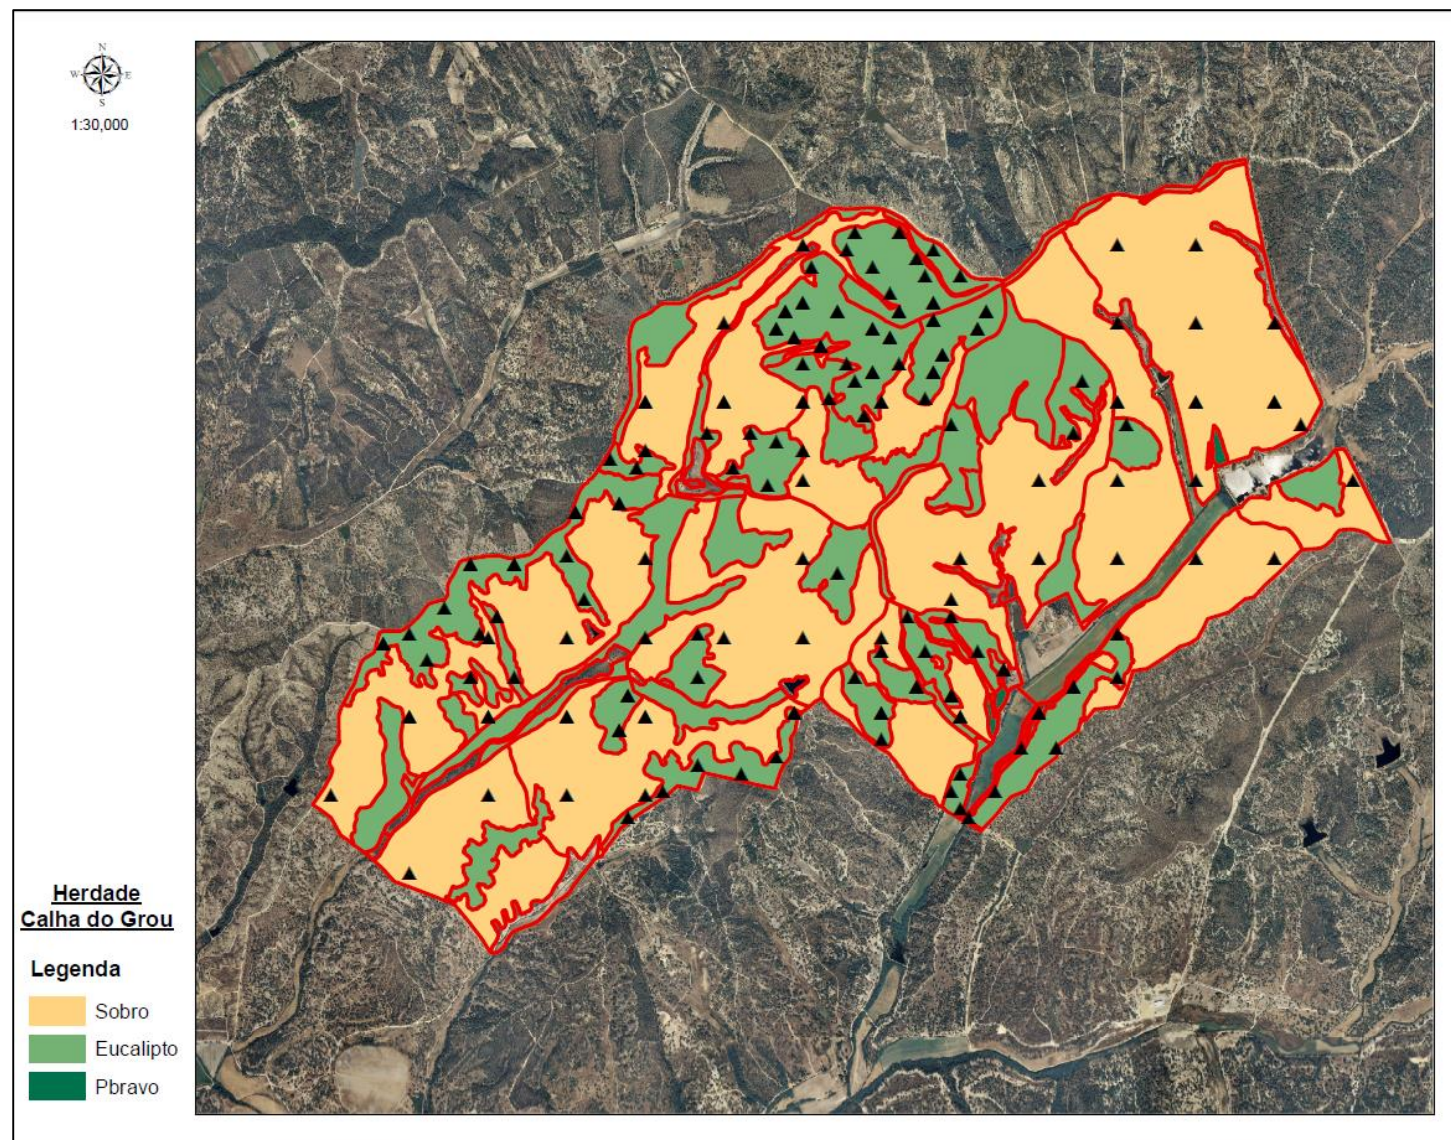 N
W E
S
1:30,000
Herdade
Calha do Grou
Legenda
Sobro
Eucalipto
Pbravo